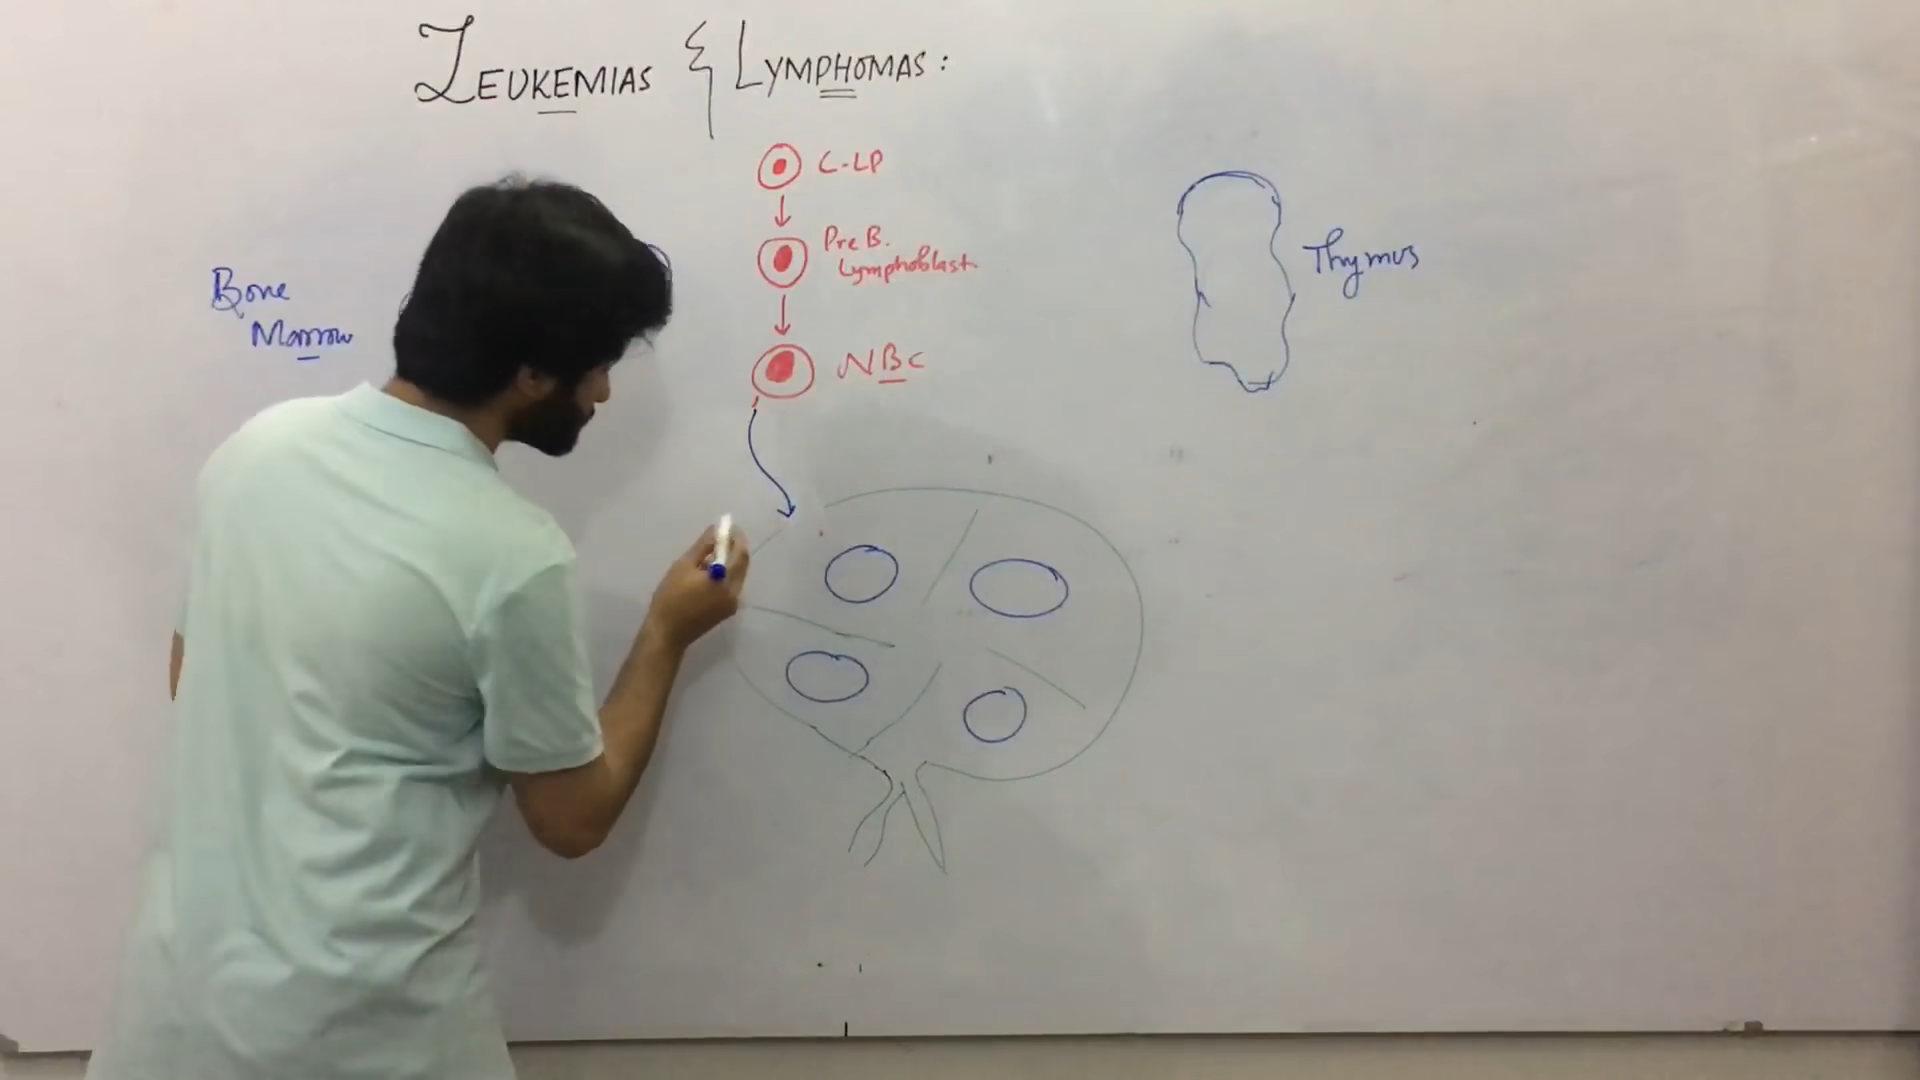 LEUKEMIAS & LYMPHOMAS:
C-LP
Pre B.
Lymphoblast.
Bone
Marrow
NBC
Thymus